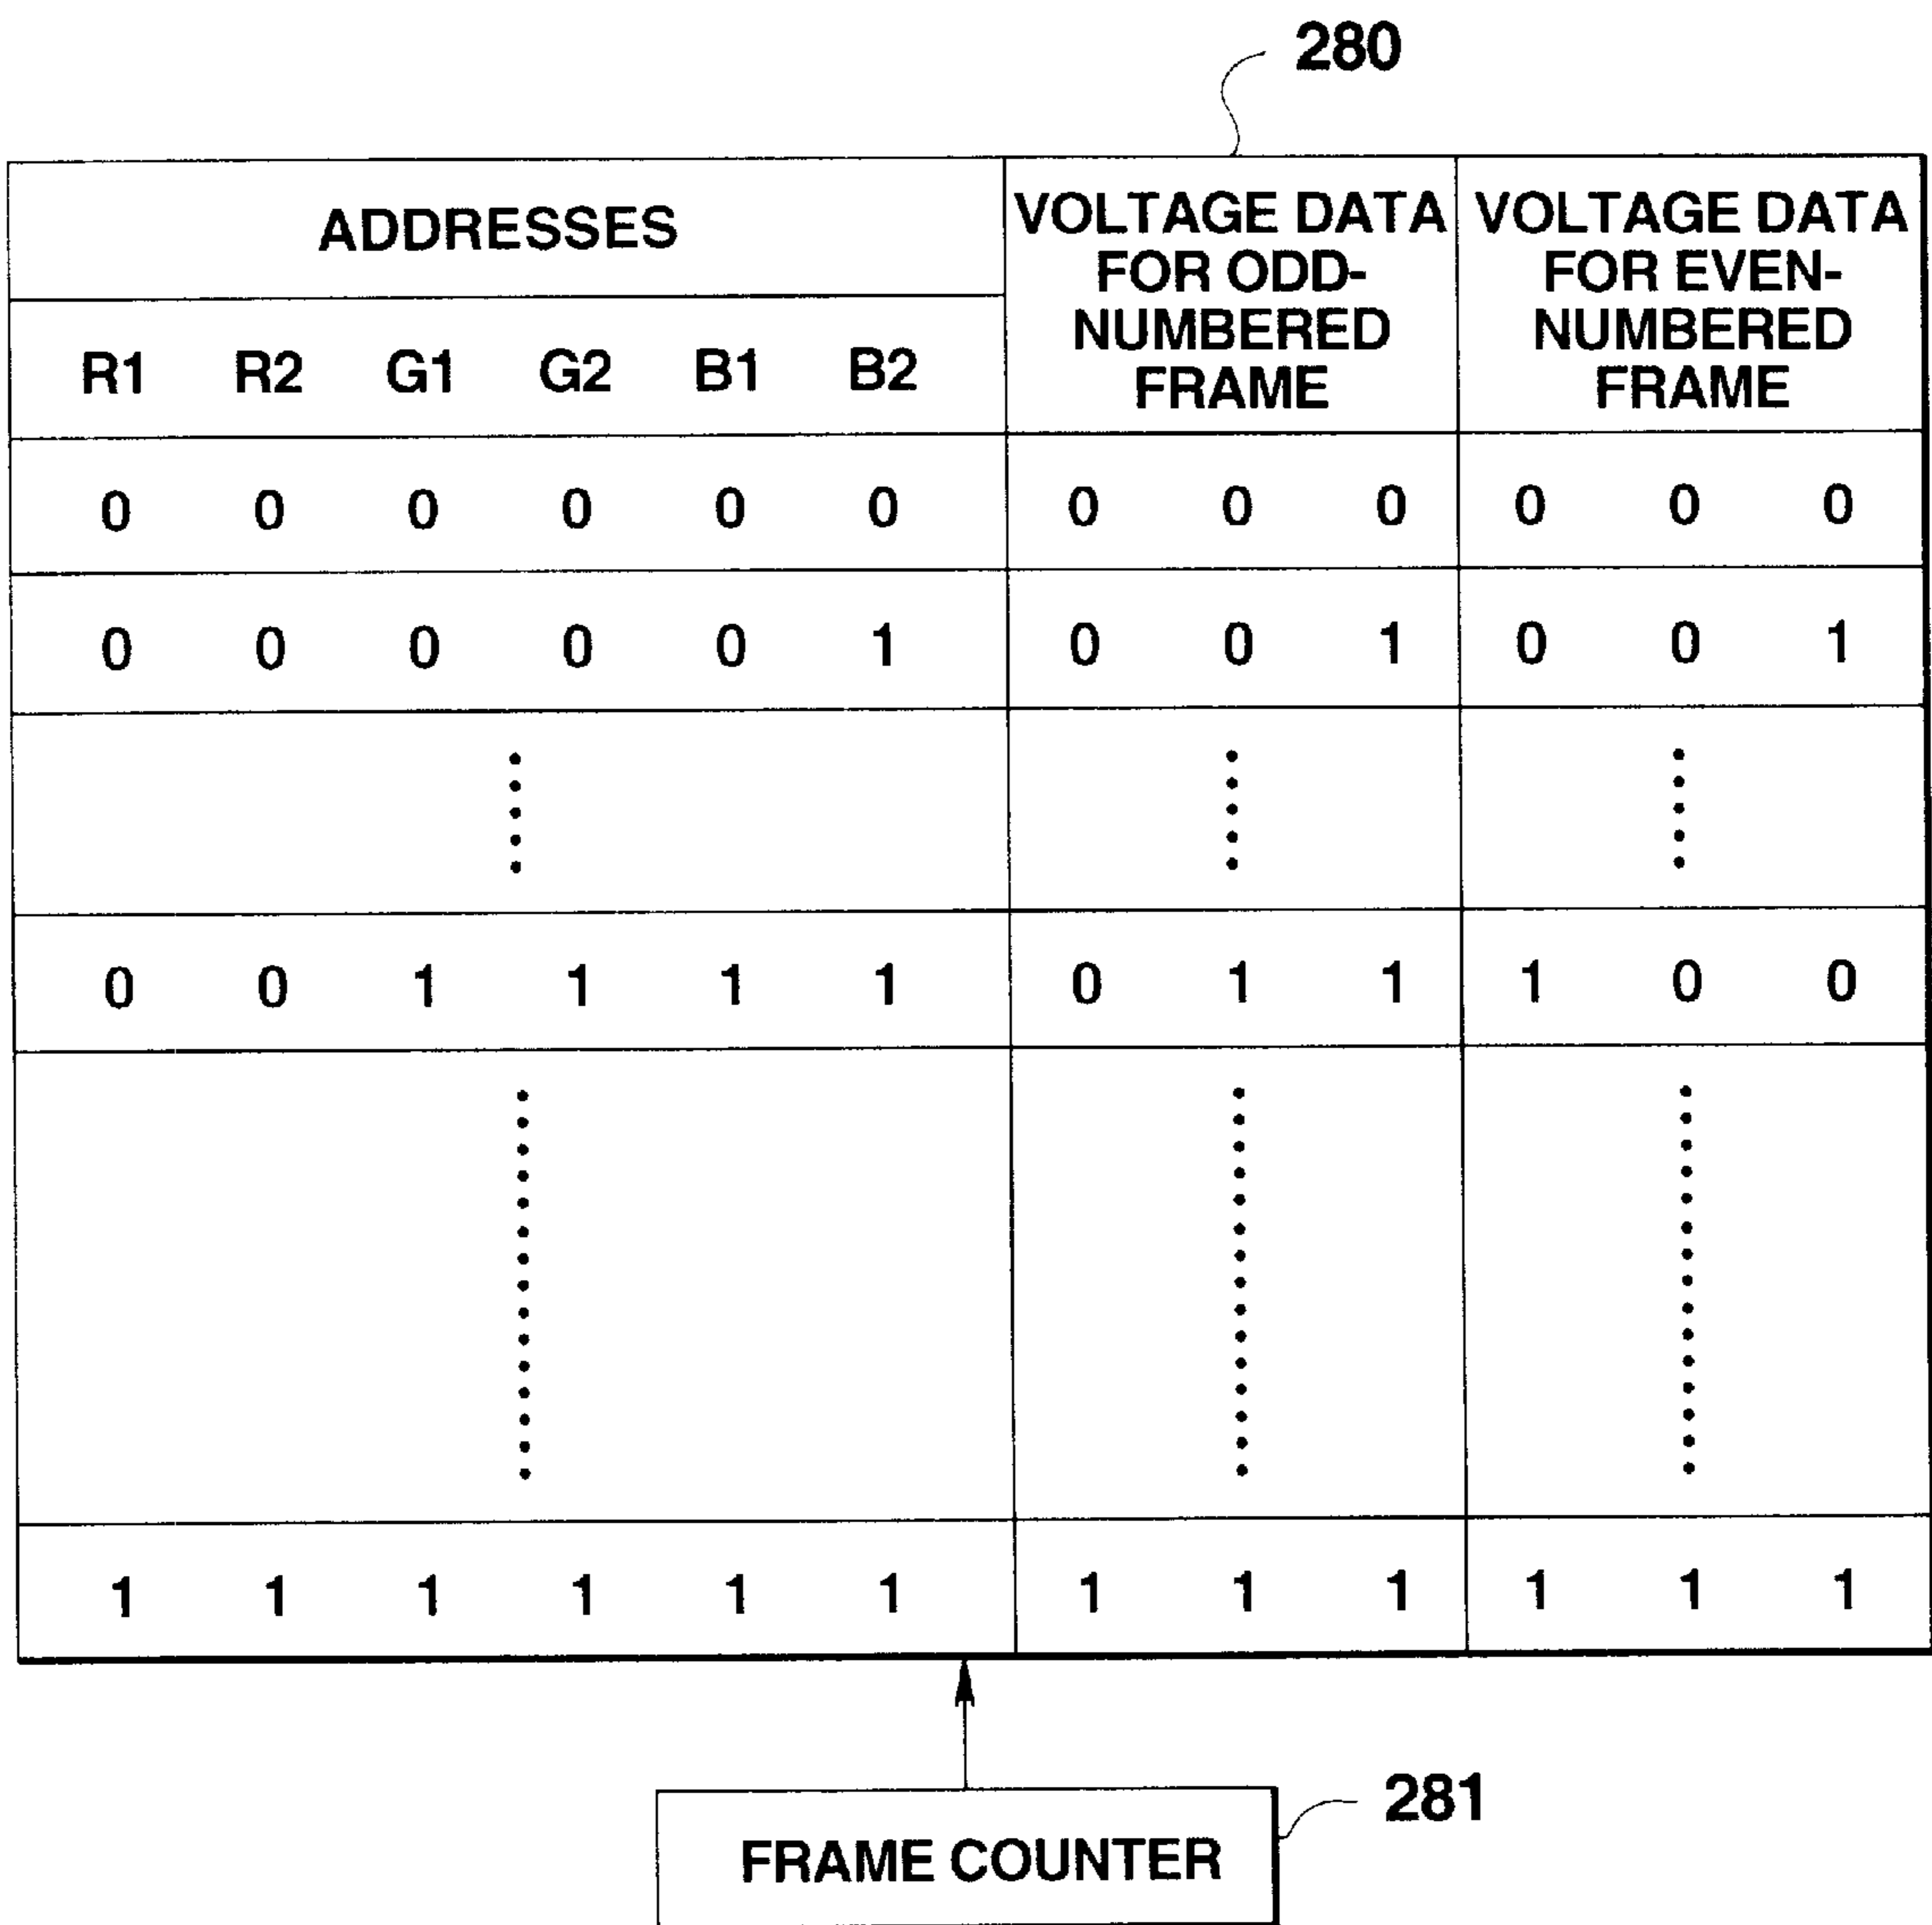 280
ADDRESSES
VOLTAGE DATA FOR ODD-NUMBERED FRAME
VOLTAGE DATA FOR EVEN-NUMBERED FRAME
R1 R2 G1 G2 B1 B2
0 0 0 0 0 0 0 0 0 0 0 0
0 0 0 0 0 1 0 0 1 0 0 1
0 0 1 1 1 1 0 1 1 1 0 0
1 1 1 1 1 1 1 1 1 1 1 1
281
FRAME COUNTER